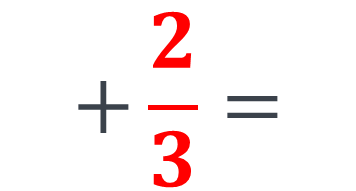 + 2/3 =